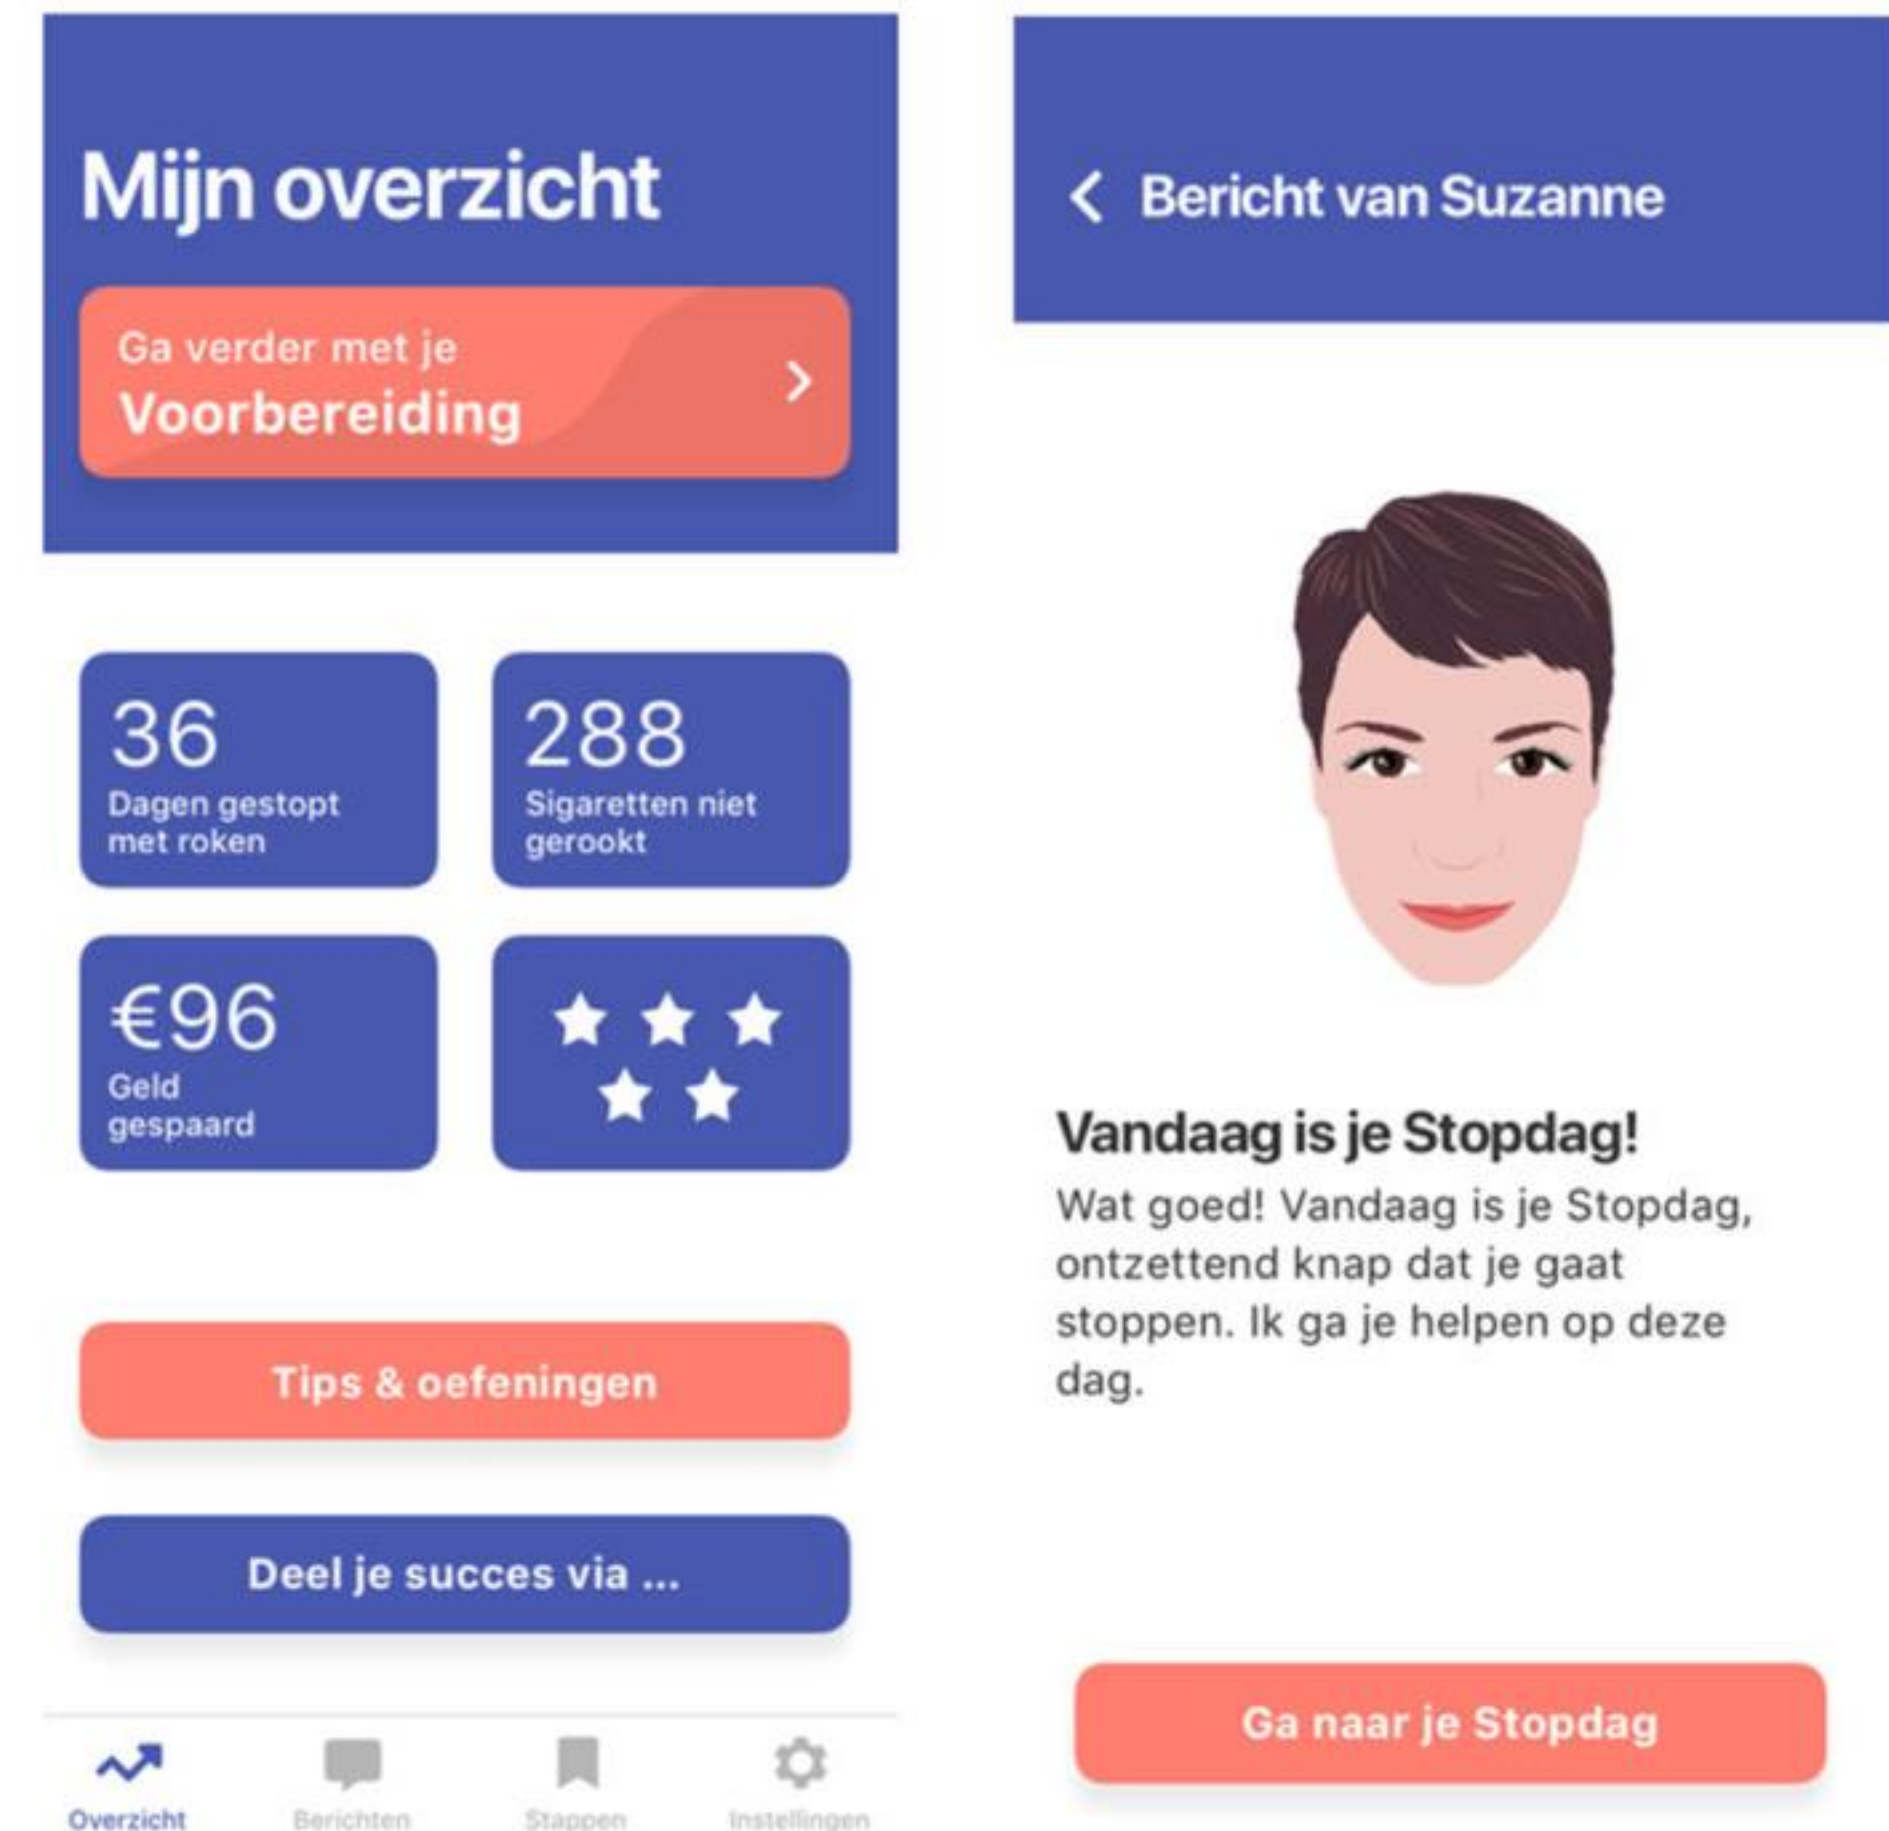 Mijn overzicht
Ga verder met je
Voorbereiding
36
Dagen gestopt
met roken
288
Sigaretten niet
gerookt
€96
Geld
gespaard
Tips & oefeningen
Deel je succes via ...
Overzicht
Berichten
Stappen
Instellingen
Bericht van Suzanne
Vandaag is je Stopdag!
Wat goed! Vandaag is je Stopdag,
ontzettend knap dat je gaat
stoppen. Ik ga je helpen op deze
dag.
Ga naar je Stopdag